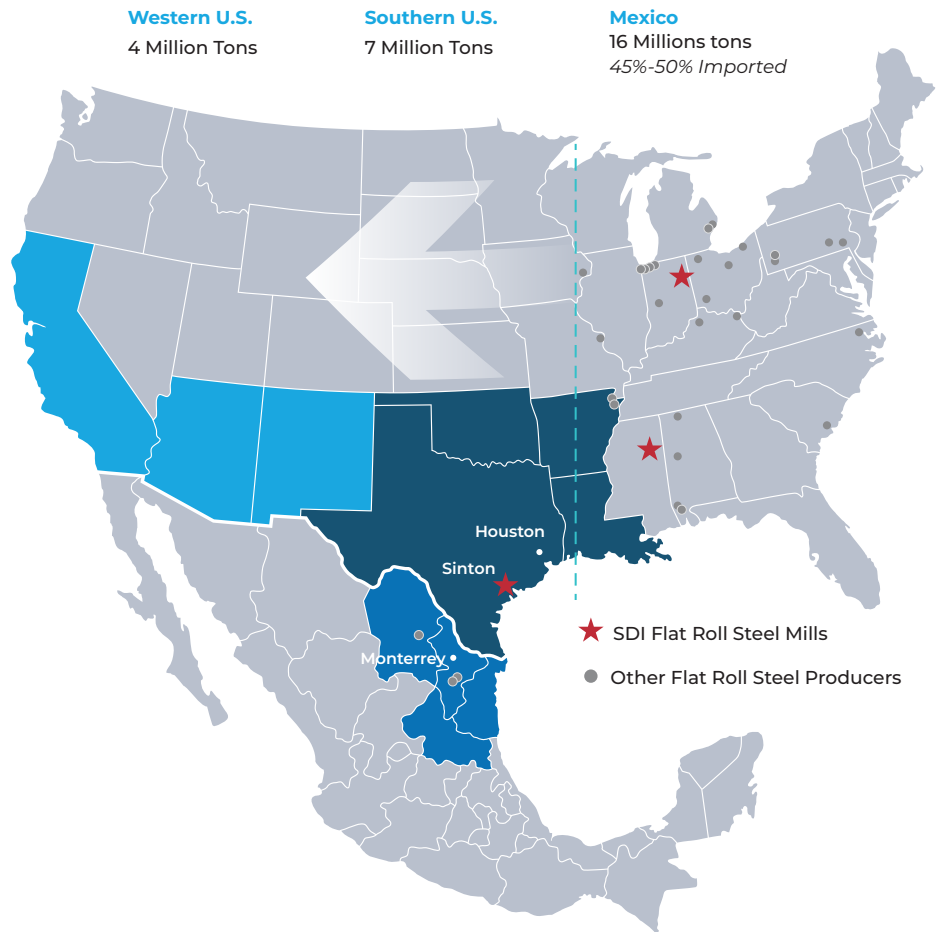 Western U.S.
4 Million Tons
Southern U.S.
7 Million Tons
Mexico
16 Millions tons
45%-50% Imported
Houston
Sinton
Monterrey
SDI Flat Roll Steel Mills
Other Flat Roll Steel Producers